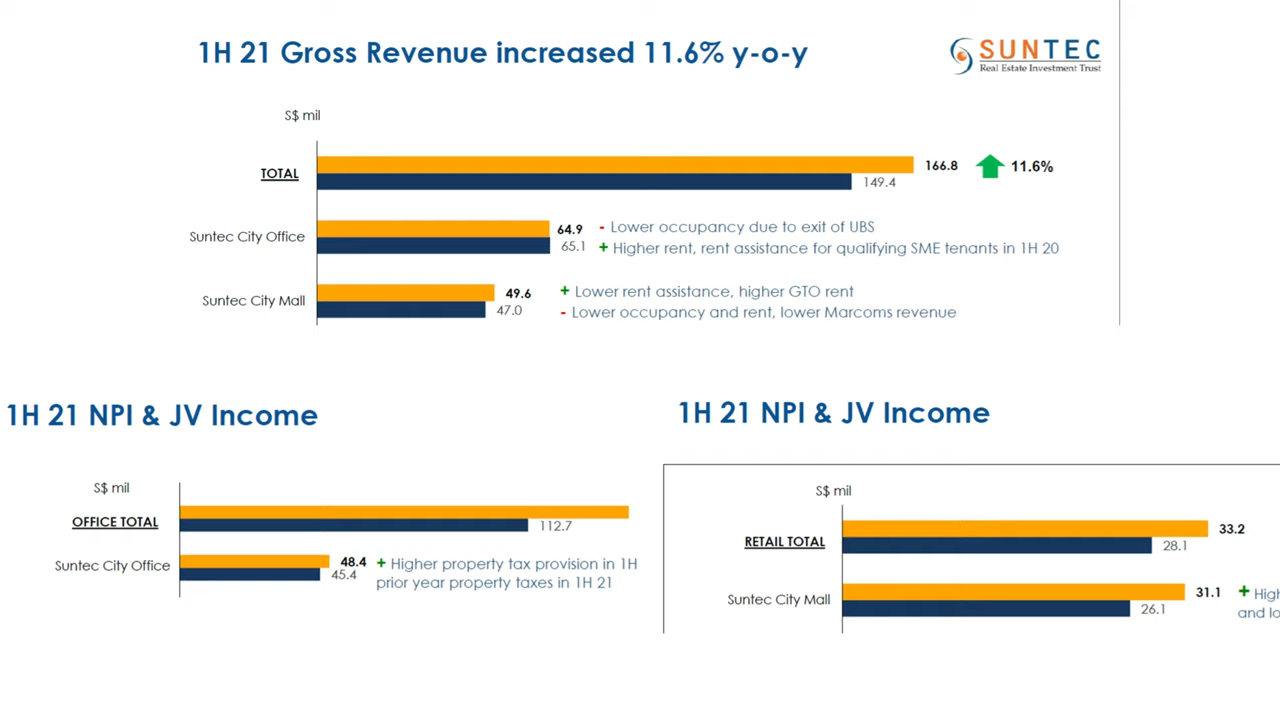 1H 21 Gross Revenue increased 11.6% y-o-y
SUNTEC
Real Estate Investment Trust
S$ mil
TOTAL
166.8
11.6%
149.4
Suntec City Office
64.9
- Lower occupancy due to exit of UBS
65.1
+ Higher rent, rent assistance for qualifying SME tenants in 1H 20
Suntec City Mall
49.6
+ Lower rent assistance, higher GTO rent
47.0
- Lower occupancy and rent, lower Marcoms revenue
1H 21 NPI & JV Income
S$ mil
OFFICE TOTAL
112.7
Suntec City Office
48.4
+ Higher property tax provision in 1H
45.4
prior year property taxes in 1H 21
1H 21 NPI & JV Income
S$ mil
RETAIL TOTAL
33.2
28.1
Suntec City Mall
31.1
+
26.1
and